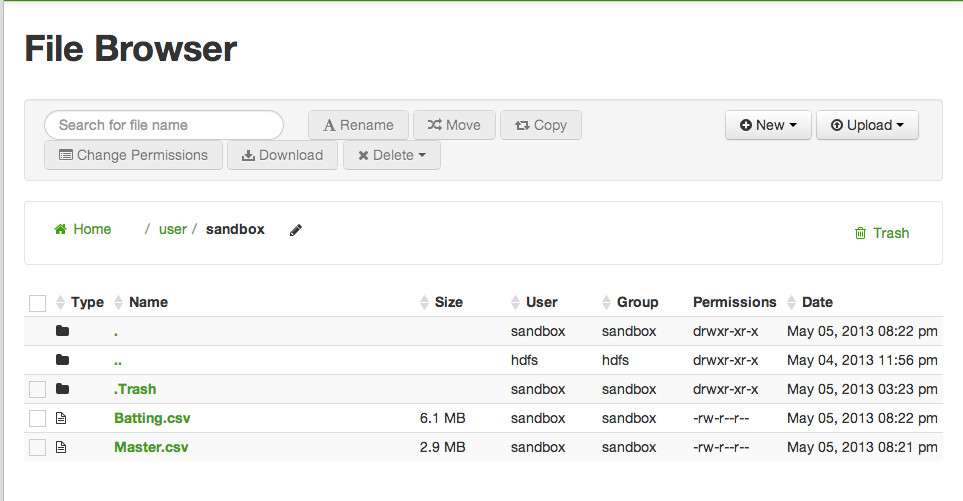 File Browser
Search for file name Rename Move Copy New Upload
Change Permissions Download Delete
Home / user / sandbox Trash
Type Name Size User Group Permissions Date
. sandbox sandbox drwxr-xr-x May 05, 2013 08:22 pm
.. hdfs hdfs drwxr-xr-x May 04, 2013 11:56 pm
.Trash sandbox sandbox drwxr-xr-x May 05, 2013 03:23 pm
Batting.csv 6.1 MB sandbox sandbox -rw-r--r-- May 05, 2013 08:22 pm
Master.csv 2.9 MB sandbox sandbox -rw-r--r-- May 05, 2013 08:21 pm